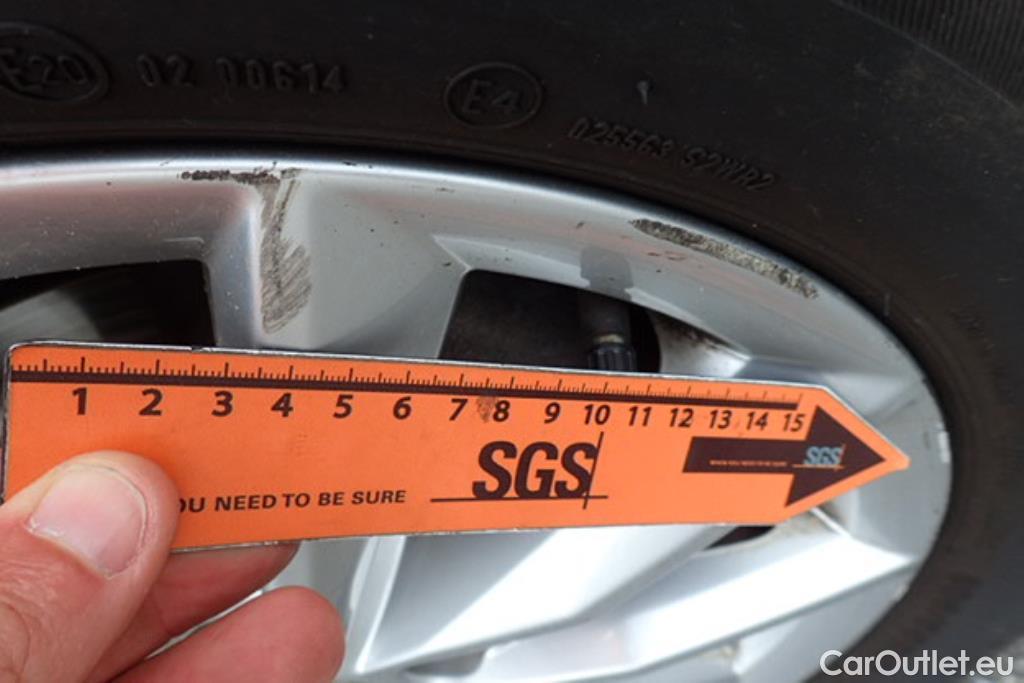 E20
02 00614
E4
025563 S2WR2
1 2 3 4 5 6 7 8 9 10 11 12 13 14 15
SGS
SGS
OU NEED TO BE SURE
CarOutlet.eu